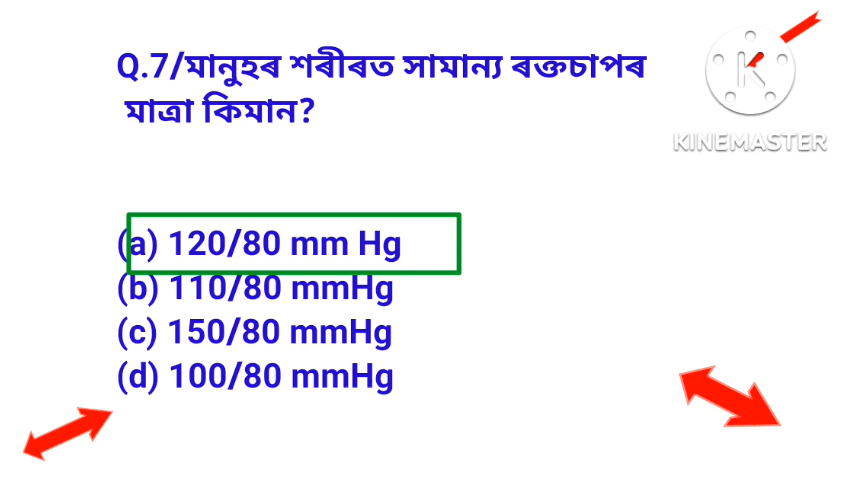 Q.7/মানুহৰ শৰীৰত সামান্য ৰক্তচাপৰ
মাত্ৰা কিমান?
KINEMASTER
(a) 120/80 mm Hg
(b) 110/80 mmHg
(c) 150/80 mmHg
(d) 100/80 mmHg